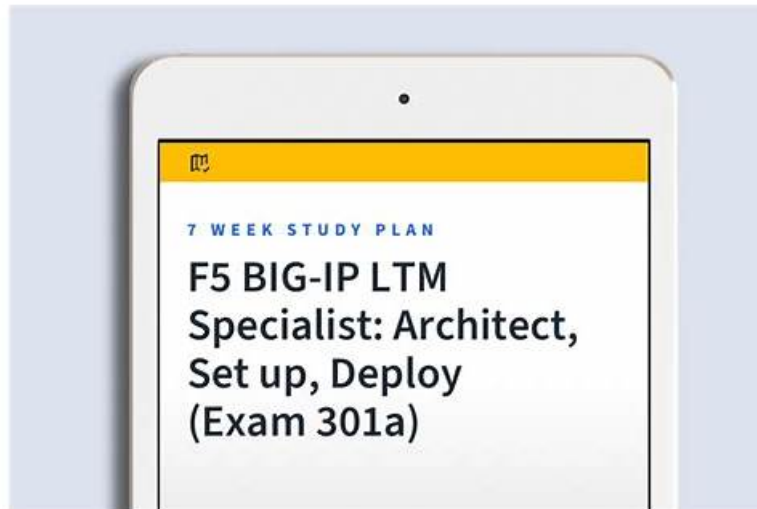 7 WEEK STUDY PLAN
F5 BIG-IP LTM
Specialist: Architect,
Set up, Deploy
(Exam 301a)